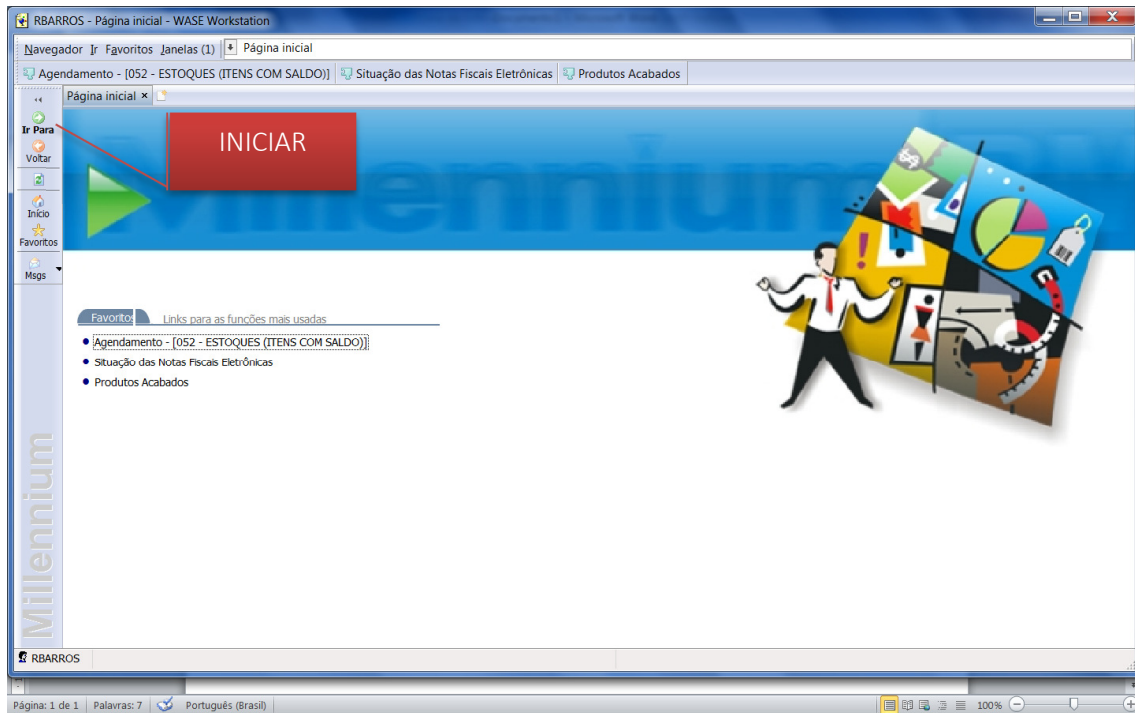 RBARROS - Página inicial - WASE Workstation
Navegador Ir Favoritos Janelas (1) Página inicial
Agendamento - [052 - ESTOQUES (ITENS COM SALDO)] Situação das Notas Fiscais Eletrônicas Produtos Acabados
Página inicial
Ir Para
Voltar
Início
Favoritos
Msgs
INICIAR
Millennium
Favoritos Links para as funções mais usadas
Agendamento - [052 - ESTOQUES (ITENS COM SALDO)]
Situação das Notas Fiscais Eletrônicas
Produtos Acabados
Millennium
RBARROS
Página: 1 de 1 Palavras: 7 Português (Brasil) 100%